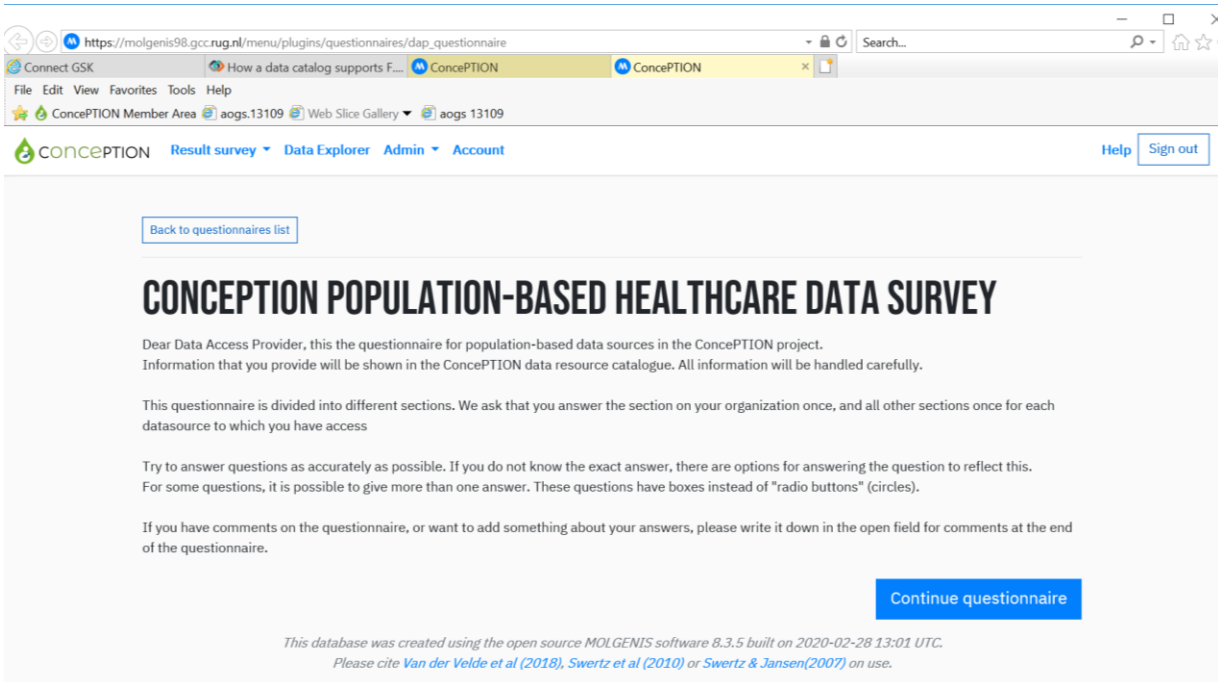 https://molgenis98.gcc.rug.nl/menu/plugins/questionnaires/dap_questionnaire
Search...
Connect GSK
How a data catalog supports F....
ConcePTION
ConcePTION
File Edit View Favorites Tools Help
ConcePTION Member Area aogs.13109 Web Slice Gallery aogs 13109
CONCEPTION Result survey Data Explorer Admin Account Help Sign out
Back to questionnaires list
CONCEPTION POPULATION-BASED HEALTHCARE DATA SURVEY
Dear Data Access Provider, this the questionnaire for population-based data sources in the ConcePTION project.
Information that you provide will be shown in the ConcePTION data resource catalogue. All information will be handled carefully.
This questionnaire is divided into different sections. We ask that you answer the section on your organization once, and all other sections once for each
datasource to which you have access
Try to answer questions as accurately as possible. If you do not know the exact answer, there are options for answering the question to reflect this.
For some questions, it is possible to give more than one answer. These questions have boxes instead of "radio buttons" (circles).
If you have comments on the questionnaire, or want to add something about your answers, please write it down in the open field for comments at the end
of the questionnaire.
Continue questionnaire
This database was created using the open source MOLGENIS software 8.3.5 built on 2020-02-28 13:01 UTC.
Please cite Van der Velde et al (2018), Swertz et al (2010) or Swertz & Jansen(2007) on use.